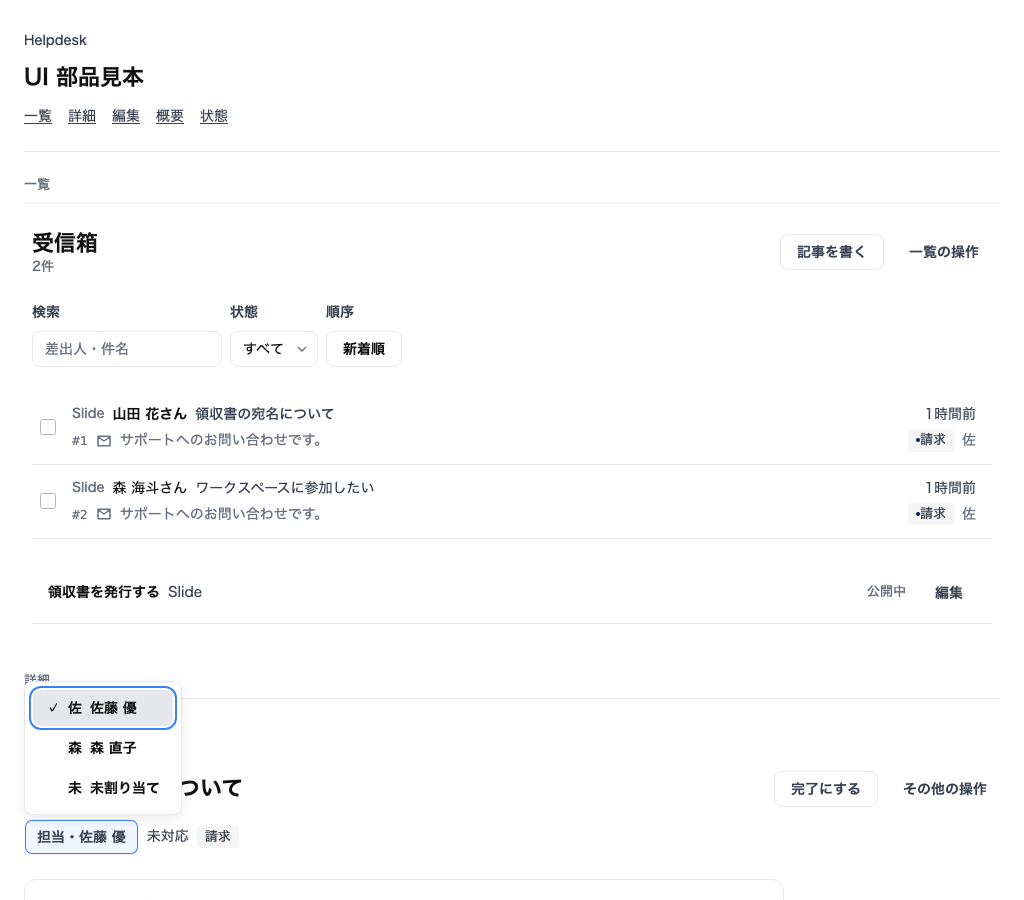 Helpdesk
UI 部品見本
一覧 詳細 編集 概要 状態
一覧
受信箱
2件
記事を書く 一覧の操作
検索 状態 順序
差出人・件名 すべて 新着順
Slide 山田 花さん 領収書の宛名について 1時間前
#1 サポートへのお問い合わせです。 •請求 佐
Slide 森 海斗さん ワークスペースに参加したい 1時間前
#2 サポートへのお問い合わせです。 •請求 佐
領収書を発行する Slide 公開中 編集
詳細
✓ 佐 佐藤 優
森 森 直子
未 未割り当て
ついて 完了にする その他の操作
担当・佐藤 優 未対応 請求